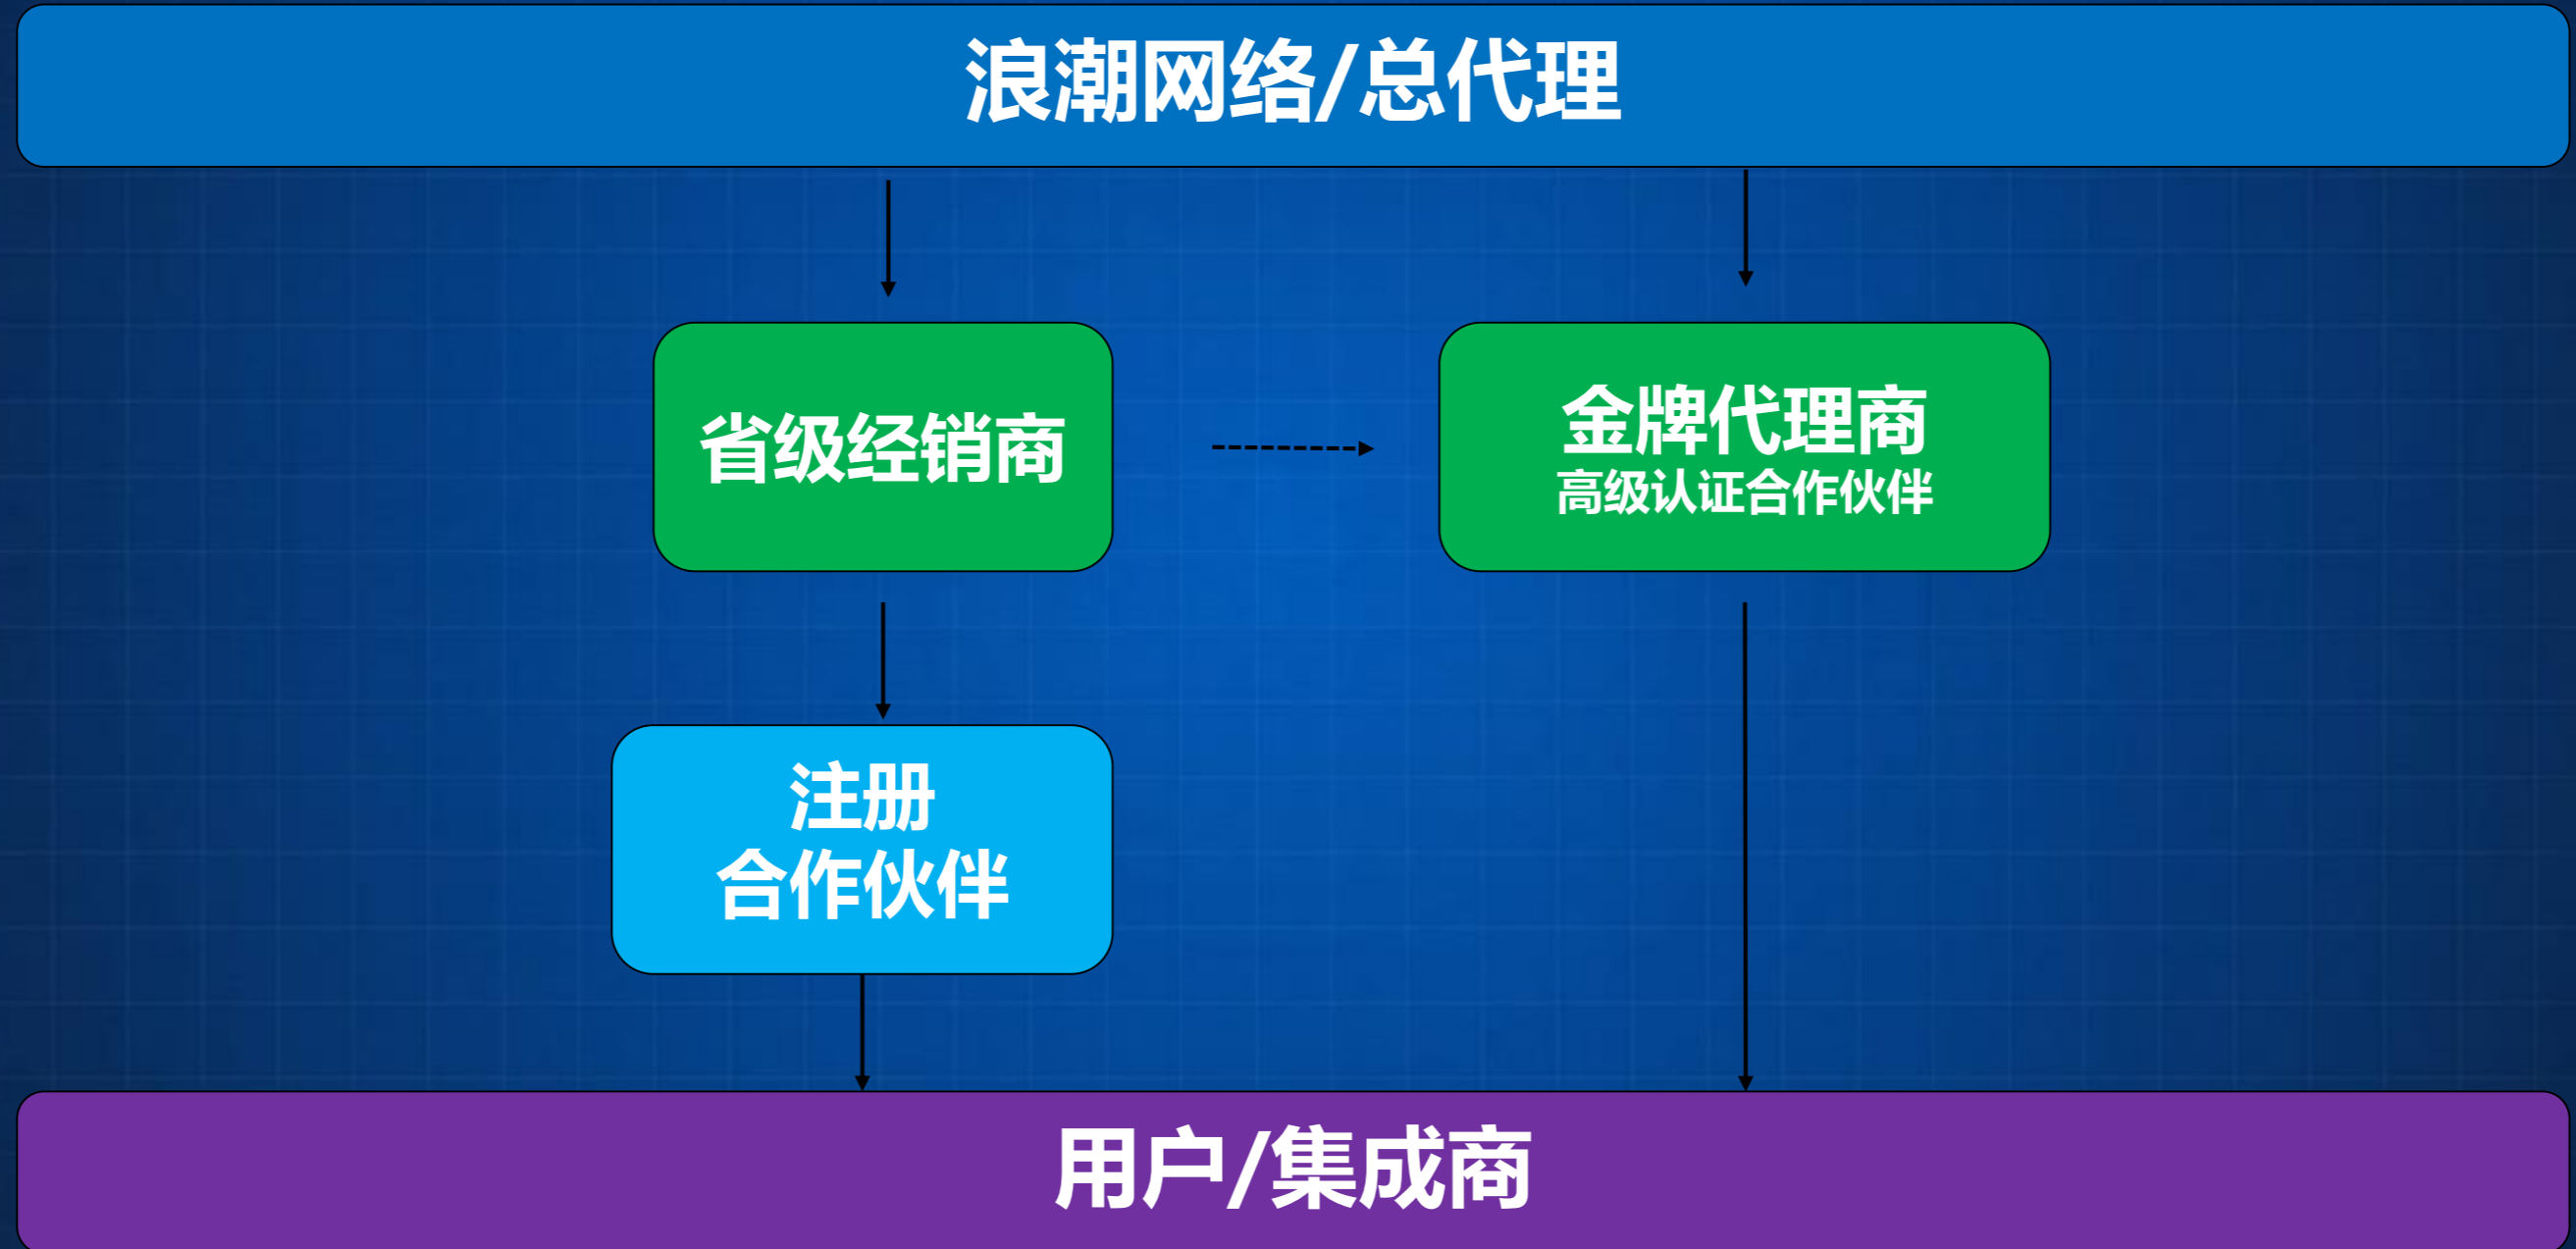 浪潮网络/总代理
省级经销商
金牌代理商
高级认证合作伙伴
注册
合作伙伴
用户/集成商